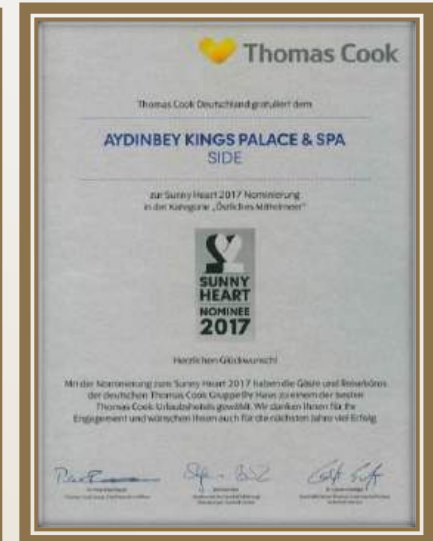 Thomas Cook
Thomas Cook Deutschland gratuliert dem
AYDINBEY KINGS PALACE & SPA
SIDE
zur Sunny Heart 2017 Nominierung
in der Kategorie „Östliches Mittelmeer“!
SUNNY
HEART
NOMINEE
2017
Herzlichen Glückwunsch!
Mit der Nominierung zum Sunny Heart 2017 haben die Gäste und Reisebüros
der deutschen Thomas Cook Gruppe Ihr Haus zu einem der besten
Thomas Cook Urlaubshotels gewählt. Wir danken Ihnen für Ihr
Engagement und wünschen Ihnen auch für die nächsten Jahre viel Erfolg.